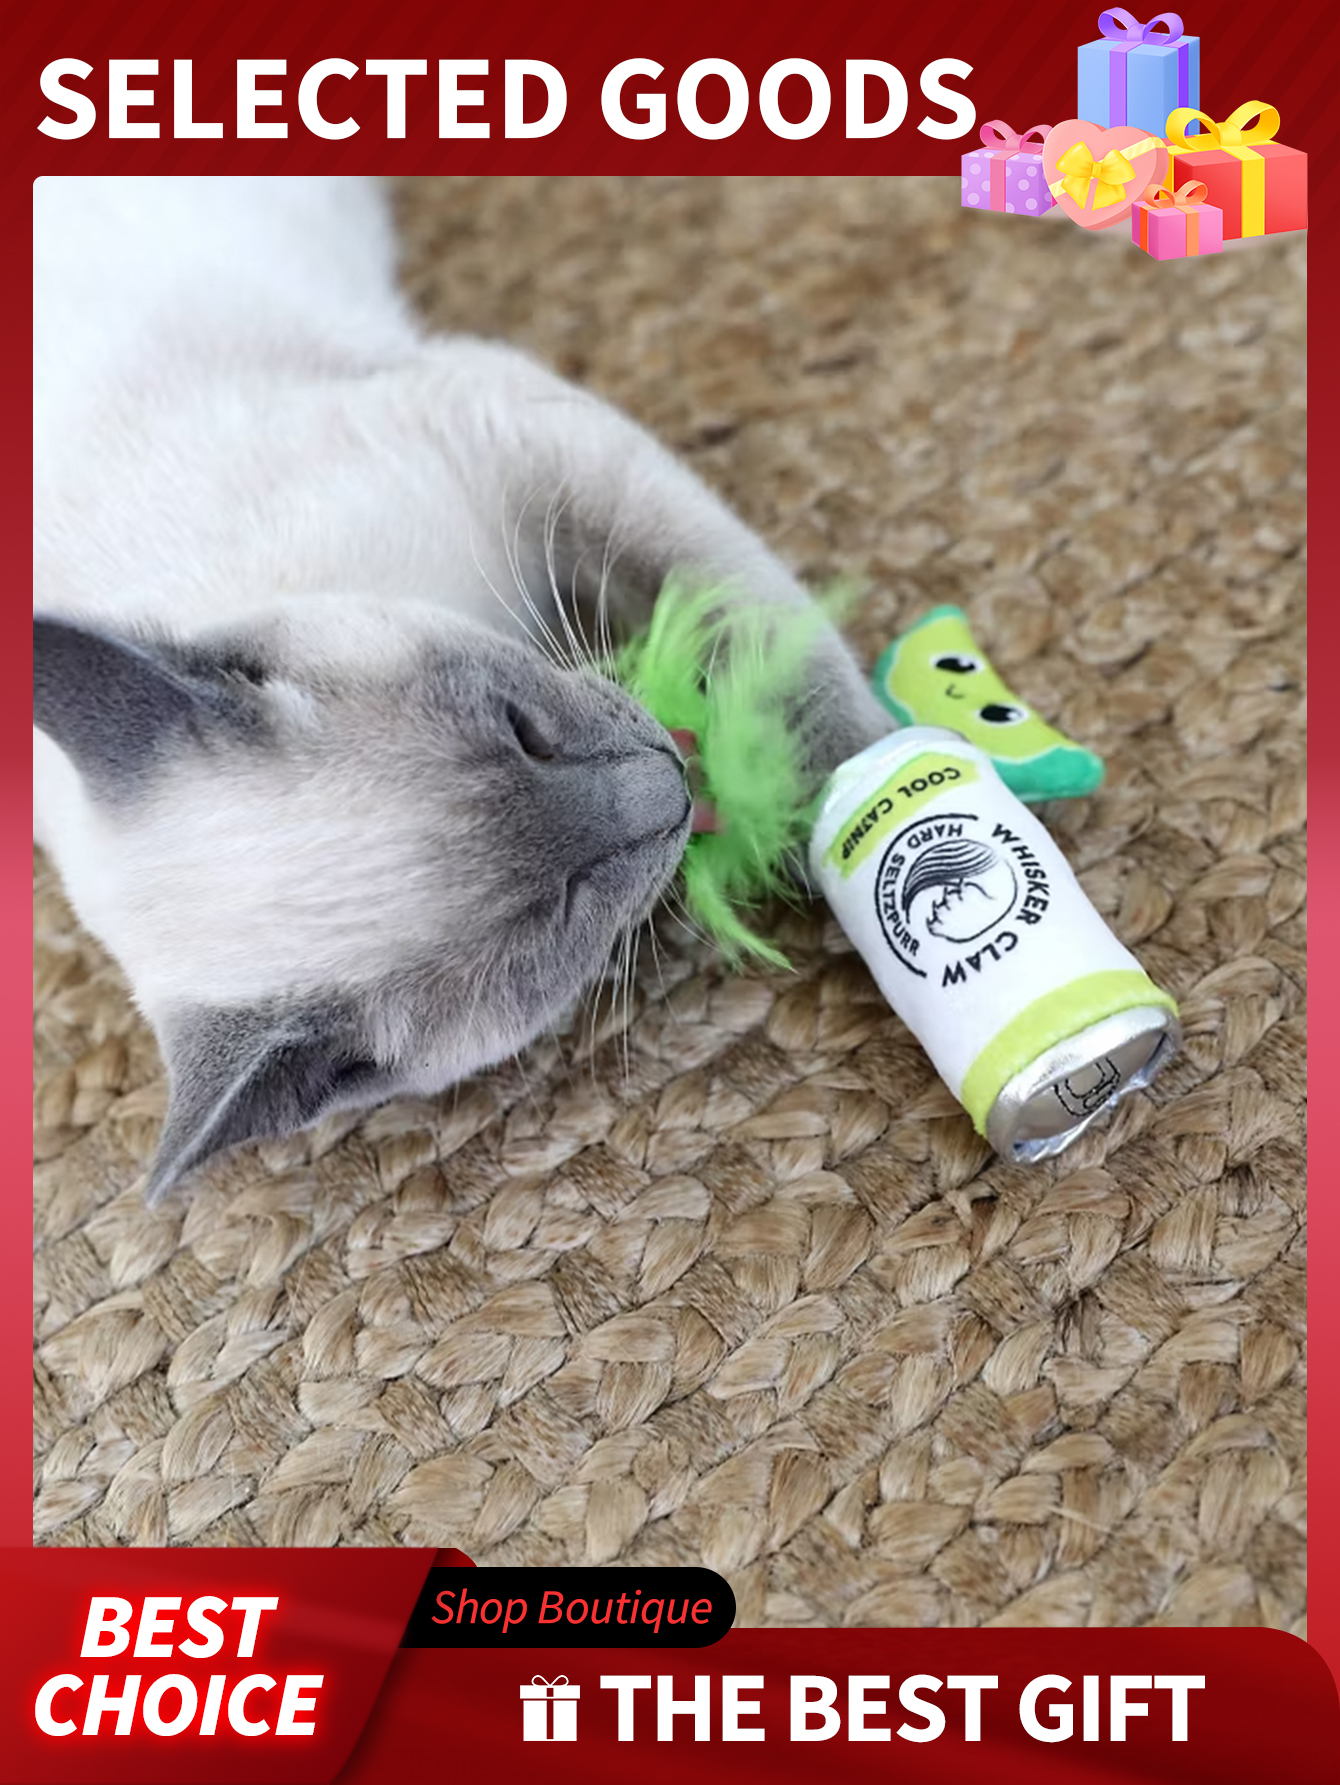 SELECTED GOODS
COOL CATNIP
WHISKER CLAW
HARD SELTZPURR
BEST
CHOICE
Shop Boutique
THE BEST GIFT